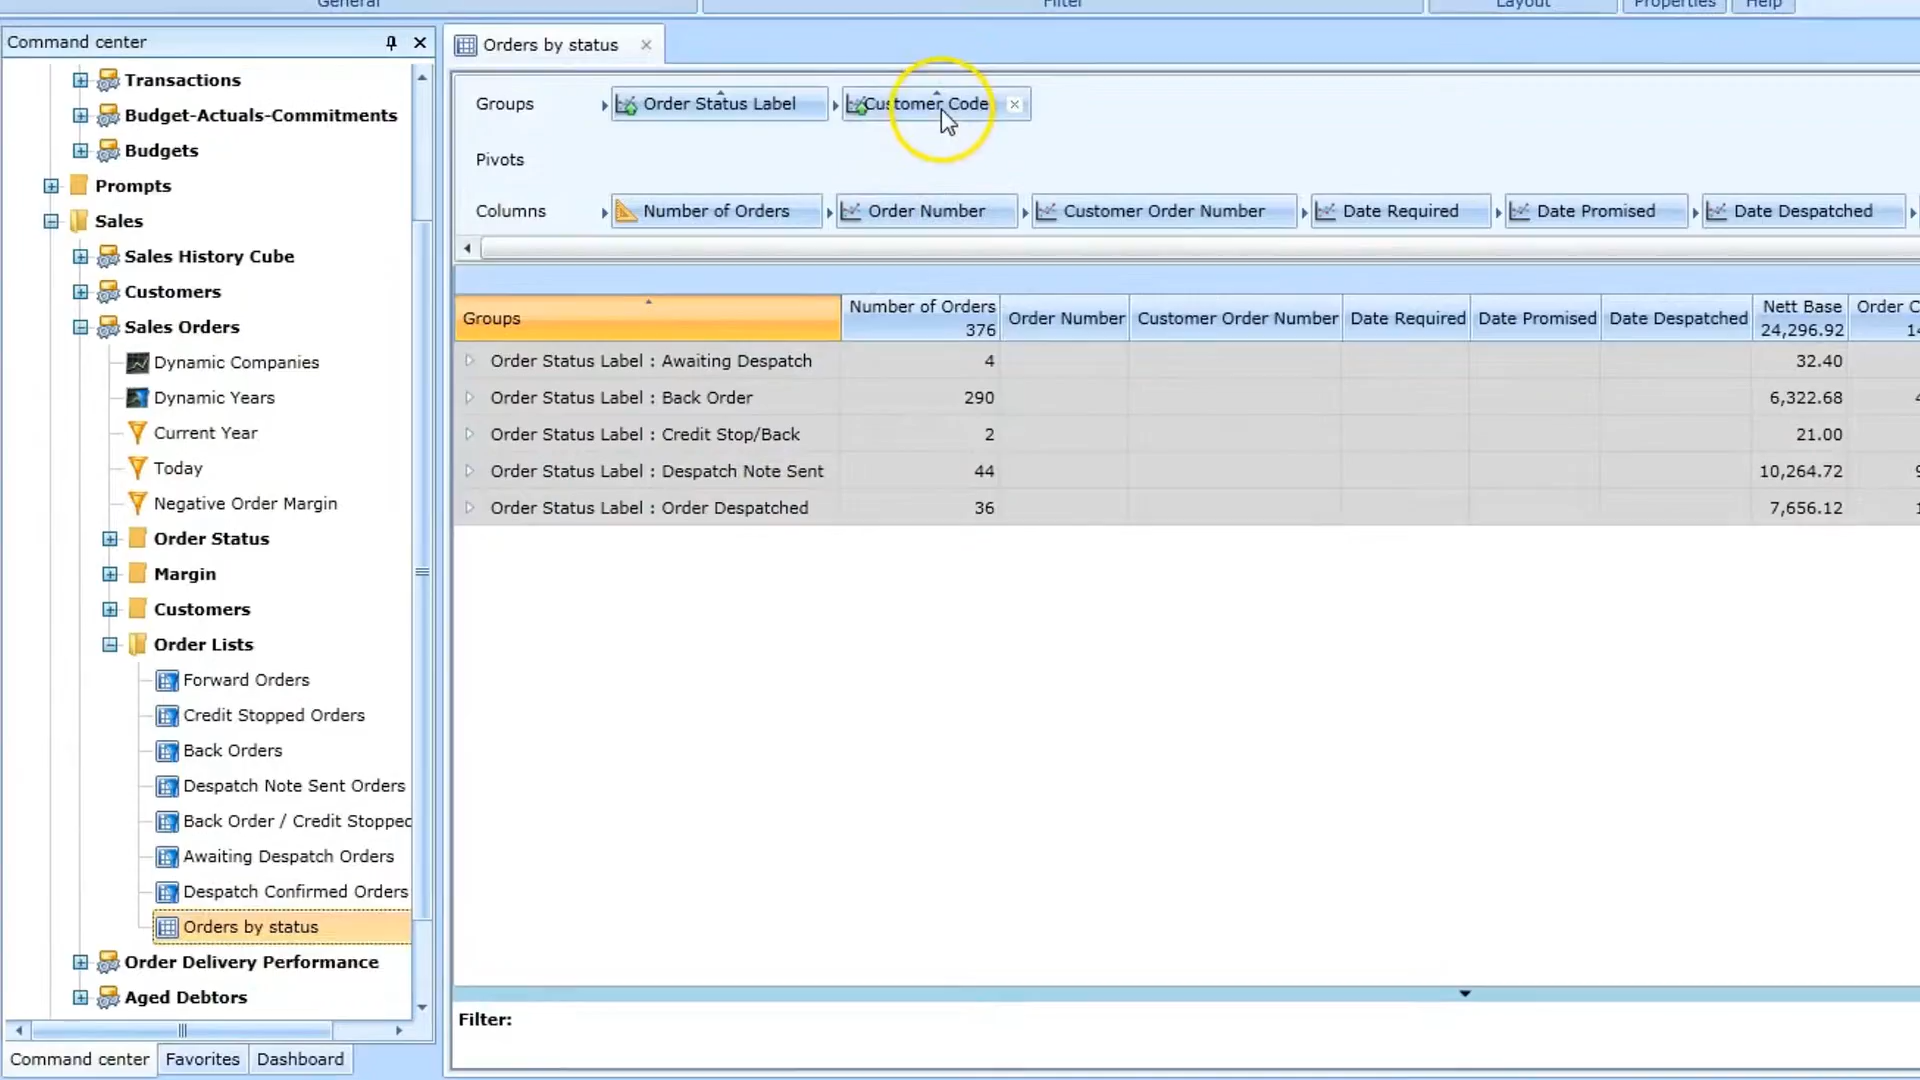 General
Filter
Layout
Properties
Help
Command center
Transactions
Budget-Actuals-Commitments
Budgets
Prompts
Sales
Sales History Cube
Customers
Sales Orders
Dynamic Companies
Dynamic Years
Current Year
Today
Negative Order Margin
Order Status
Margin
Customers
Order Lists
Forward Orders
Credit Stopped Orders
Back Orders
Despatch Note Sent Orders
Back Order / Credit Stopped
Awaiting Despatch Orders
Despatch Confirmed Orders
Orders by status
Order Delivery Performance
Aged Debtors
Command center Favorites Dashboard
Orders by status
Groups Order Status Label Customer Code
Pivots
Columns Number of Orders Order Number Customer Order Number Date Required Date Promised Date Despatched
Groups Number of Orders 376 Order Number Customer Order Number Date Required Date Promised Date Despatched Nett Base 24,296.92 Order
Order Status Label : Awaiting Despatch 4 32.40
Order Status Label : Back Order 290 6,322.68
Order Status Label : Credit Stop/Back 2 21.00
Order Status Label : Despatch Note Sent 44 10,264.72
Order Status Label : Order Despatched 36 7,656.12
Filter: